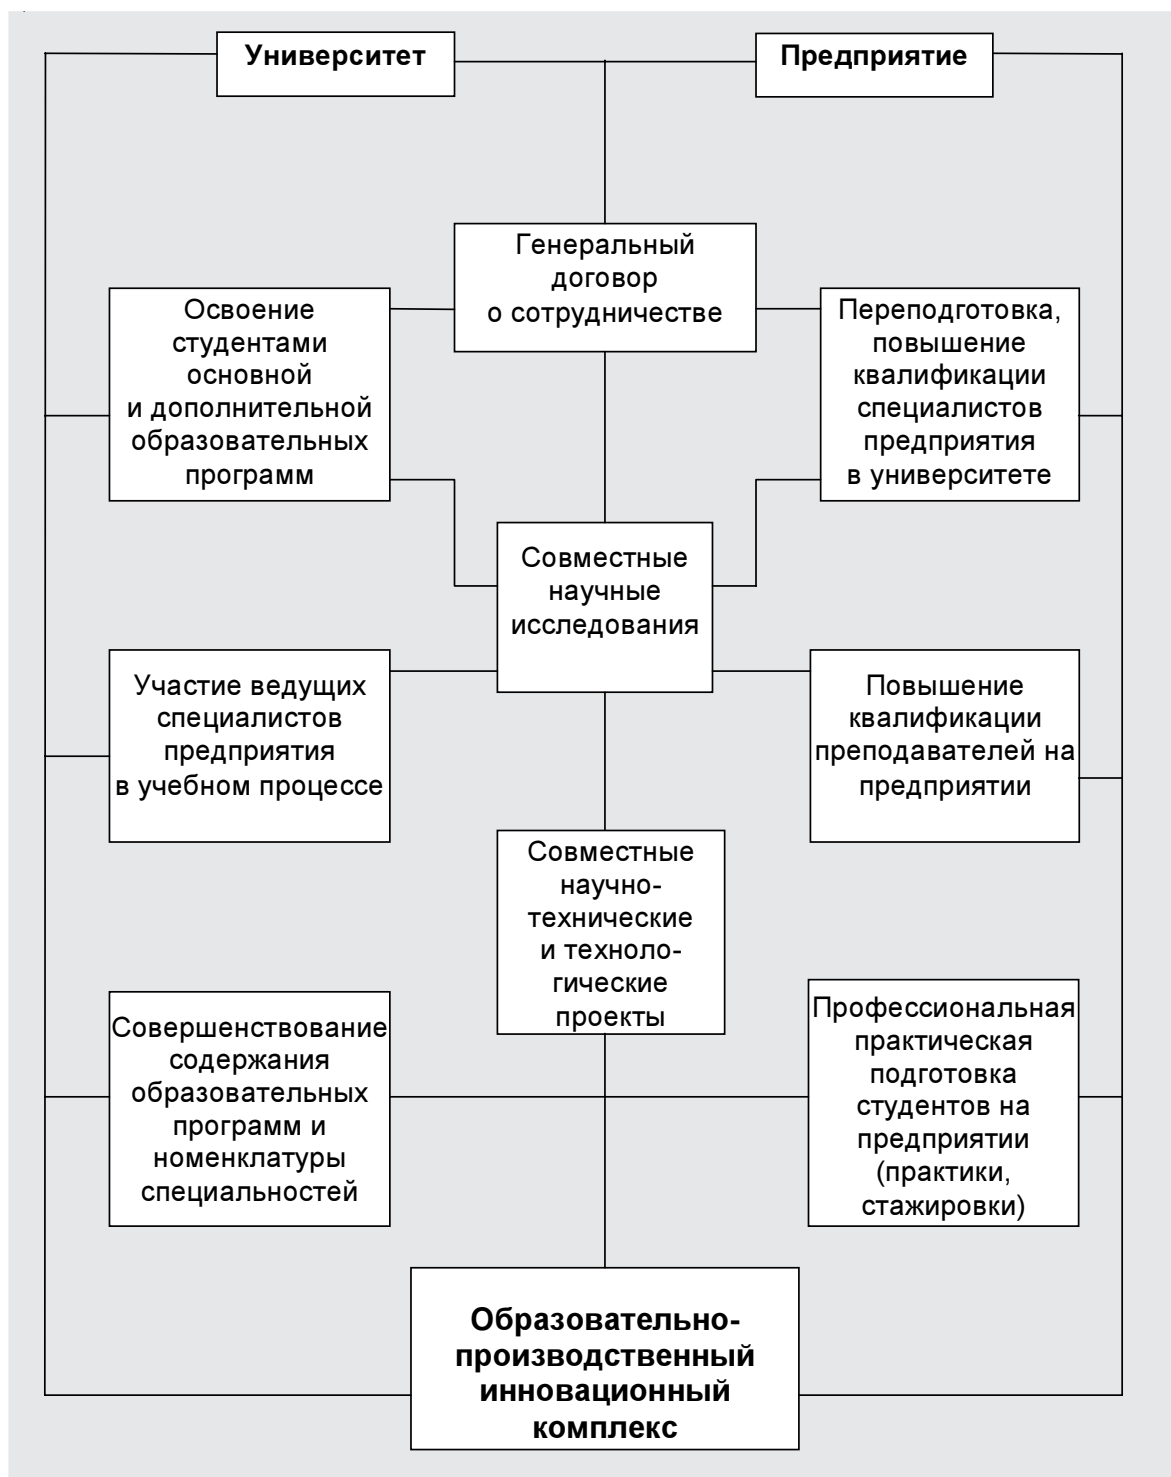 Университет
Предприятие
Генеральный
договор
о сотрудничестве
Освоение
студентами
основной
и дополнительной
образовательных
программ
Переподготовка,
повышение
квалификации
специалистов
предприятия
в университете
Совместные
научные
исследования
Участие ведущих
специалистов
предприятия
в учебном процессе
Повышение
квалификации
преподавателей на
предприятии
Совместные
научно-
технические
и техноло-
гические
проекты
Совершенствование
содержания
образовательных
программ и
номенклатуры
специальностей
Профессиональная
практическая
подготовка
студентов на
предприятии
(практики,
стажировки)
Образовательно-
производственный
инновационный
комплекс